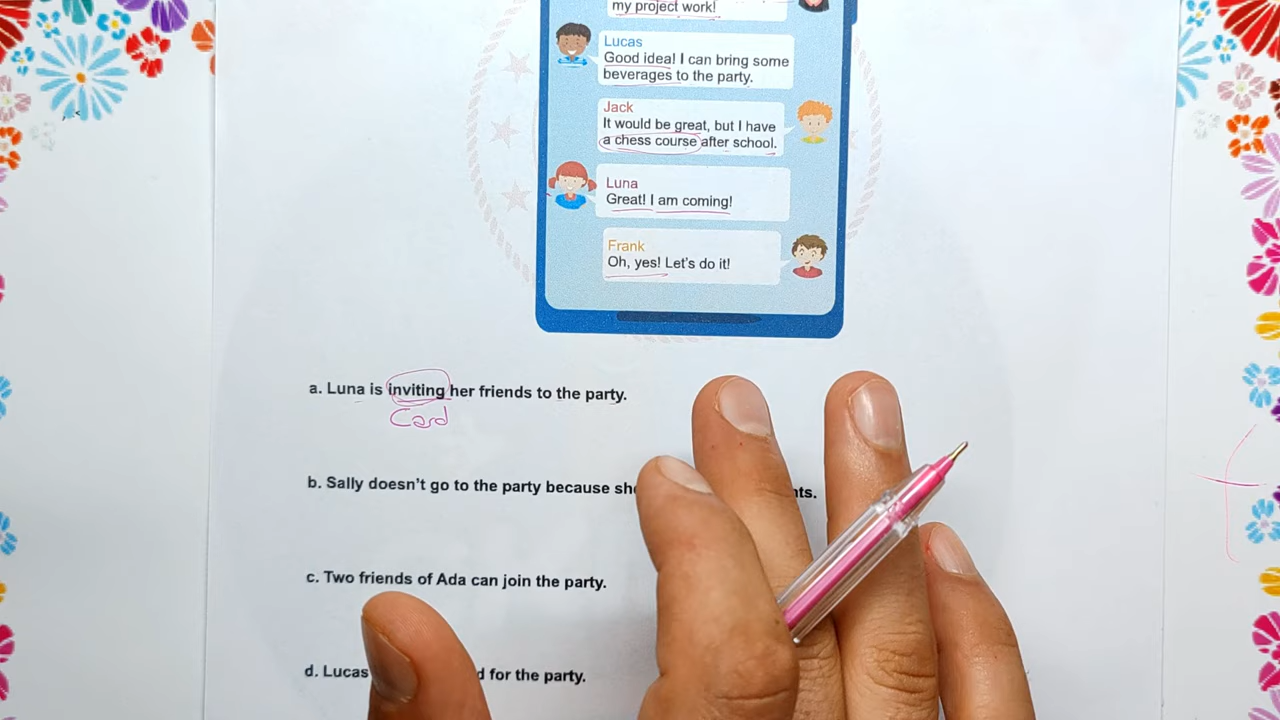 my project work!
Lucas
Good idea! I can bring some
beverages to the party.
Jack
It would be great, but I have
a chess course after school.
Luna
Great! I am coming!
Frank
Oh, yes! Let's do it!
a. Luna is inviting her friends to the party.
Card
b. Sally doesn't go to the party because
c. Two friends of Ada can join the party.
d. Lucas for the party.